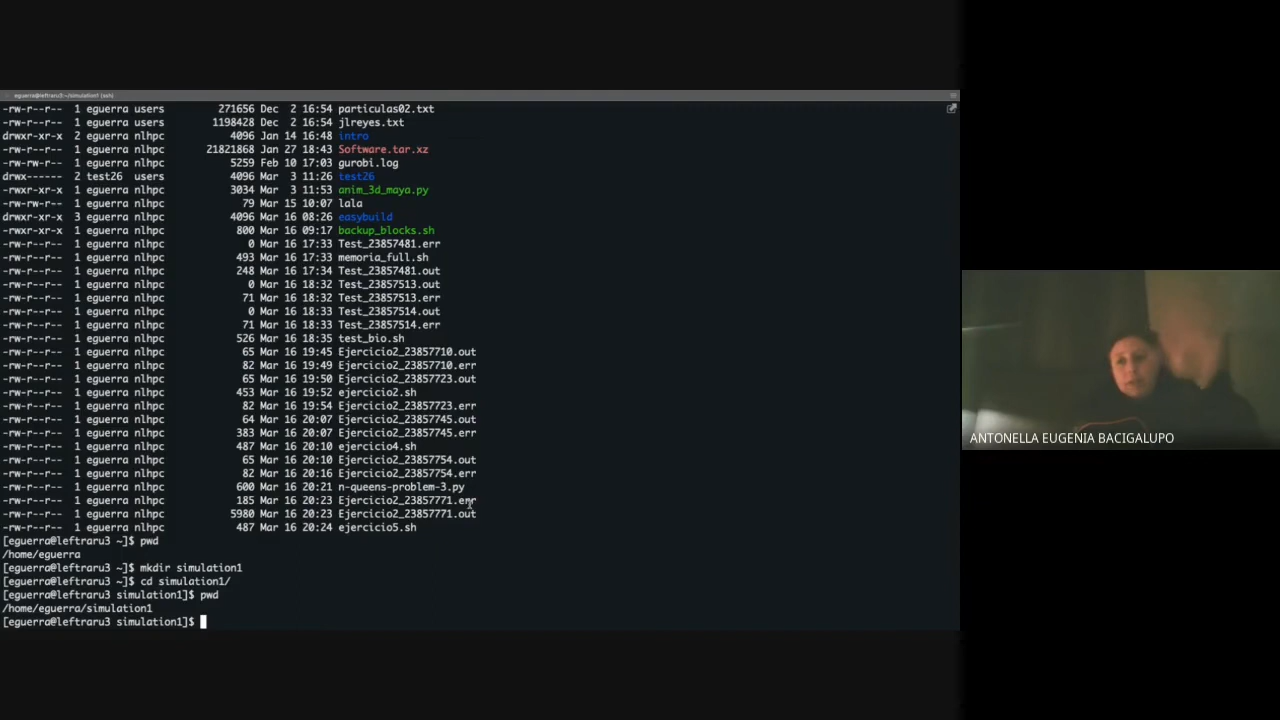 eguerra@leftraru3:~/simulation1 (ssh)
-rw-r--r-- 1 eguerra users 271656 Dec 2 16:54 particulas02.txt
-rw-r--r-- 1 eguerra users 1198428 Dec 2 16:54 jlreyes.txt
drwxr-xr-x 2 eguerra nlhpc 4096 Jan 14 16:48 intro
-rw-r--r-- 1 eguerra nlhpc 21821868 Jan 27 18:43 Software.tar.xz
-rw-rw-r-- 1 eguerra nlhpc 5259 Feb 10 17:03 gurobi.log
drwx------ 2 test26 users 4096 Mar 3 11:26 test26
-rwxr-xr-x 1 eguerra nlhpc 3034 Mar 3 11:53 anim_3d_maya.py
-rw-rw-r-- 1 eguerra nlhpc 79 Mar 15 10:07 lala
drwxr-xr-x 3 eguerra nlhpc 4096 Mar 16 08:26 easybuild
-rwxr-xr-x 1 eguerra nlhpc 800 Mar 16 09:17 backup_blocks.sh
-rw-r--r-- 1 eguerra nlhpc 0 Mar 16 17:33 Test_23857481.err
-rw-r--r-- 1 eguerra nlhpc 493 Mar 16 17:33 memoria_full.sh
-rw-r--r-- 1 eguerra nlhpc 248 Mar 16 17:34 Test_23857481.out
-rw-r--r-- 1 eguerra nlhpc 0 Mar 16 18:32 Test_23857513.out
-rw-r--r-- 1 eguerra nlhpc 71 Mar 16 18:32 Test_23857513.err
-rw-r--r-- 1 eguerra nlhpc 0 Mar 16 18:33 Test_23857514.out
-rw-r--r-- 1 eguerra nlhpc 71 Mar 16 18:33 Test_23857514.err
-rw-r--r-- 1 eguerra nlhpc 526 Mar 16 18:35 test_bio.sh
-rw-r--r-- 1 eguerra nlhpc 65 Mar 16 19:45 Ejercicio2_23857710.out
-rw-r--r-- 1 eguerra nlhpc 82 Mar 16 19:49 Ejercicio2_23857710.err
-rw-r--r-- 1 eguerra nlhpc 65 Mar 16 19:50 Ejercicio2_23857723.out
-rw-r--r-- 1 eguerra nlhpc 453 Mar 16 19:52 ejercicio2.sh
-rw-r--r-- 1 eguerra nlhpc 82 Mar 16 19:54 Ejercicio2_23857723.err
-rw-r--r-- 1 eguerra nlhpc 64 Mar 16 20:07 Ejercicio2_23857745.out
-rw-r--r-- 1 eguerra nlhpc 383 Mar 16 20:07 Ejercicio2_23857745.err
-rw-r--r-- 1 eguerra nlhpc 487 Mar 16 20:10 ejercicio4.sh
-rw-r--r-- 1 eguerra nlhpc 65 Mar 16 20:10 Ejercicio2_23857754.out
-rw-r--r-- 1 eguerra nlhpc 82 Mar 16 20:16 Ejercicio2_23857754.err
-rw-r--r-- 1 eguerra nlhpc 600 Mar 16 20:21 n-queens-problem-3.py
-rw-r--r-- 1 eguerra nlhpc 185 Mar 16 20:23 Ejercicio2_23857771.err
-rw-r--r-- 1 eguerra nlhpc 5980 Mar 16 20:23 Ejercicio2_23857771.out
-rw-r--r-- 1 eguerra nlhpc 487 Mar 16 20:24 ejercicio5.sh
[eguerra@leftraru3 ~]$ pwd
/home/eguerra
[eguerra@leftraru3 ~]$ mkdir simulation1
[eguerra@leftraru3 ~]$ cd simulation1/
[eguerra@leftraru3 simulation1]$ pwd
/home/eguerra/simulation1
[eguerra@leftraru3 simulation1]$
ANTONELLA EUGENIA BACIGALUPO